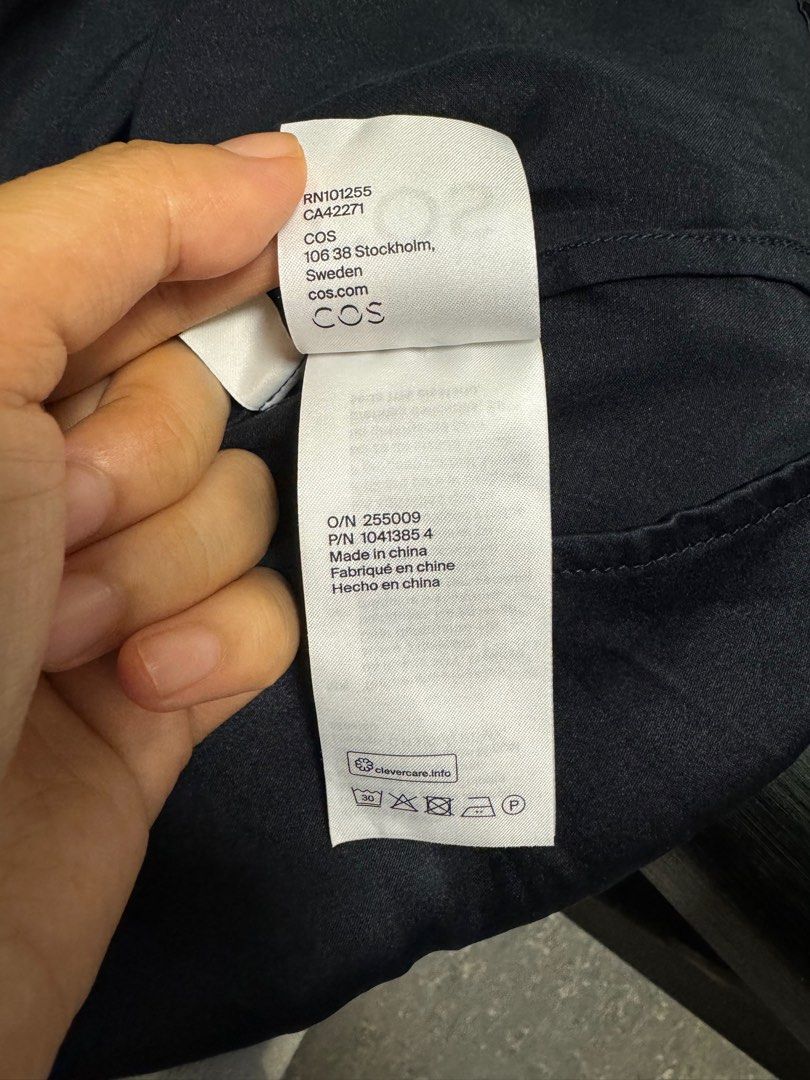 RN101255
CA42271
COS
106 38 Stockholm,
Sweden
cos.com
COS
O/N 255009
P/N 1041385 4
Made in china
Fabriqué en chine
Hecho en china
clevercare.info
30
P